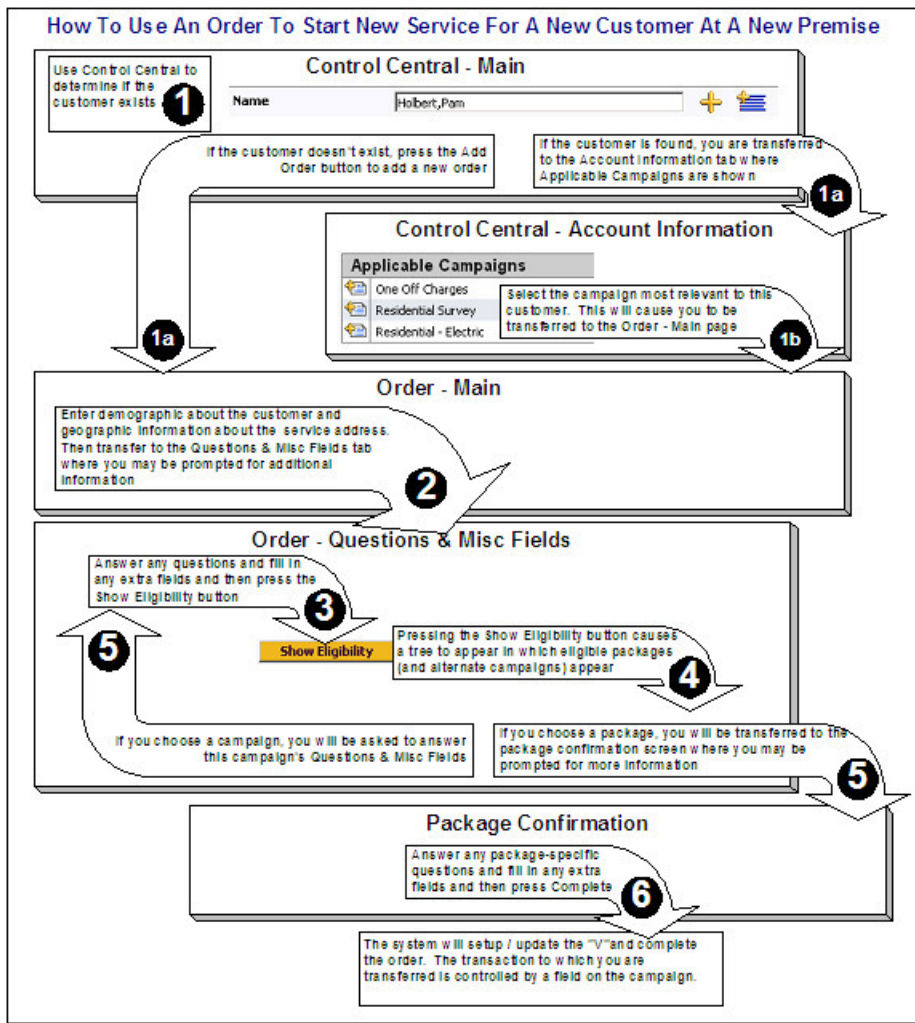 How To Use An Order To Start New Service For A New Customer At A New Premise
Control Central - Main
Use Control Central to
determine if the
customer exists
1
Name
Holbert,Pam
If the customer doesn't exist, press the Add
Order button to add a new order
If the customer is found, you are transferred
to the Account Information tab where
Applicable Campaigns are shown
1a
Control Central - Account Information
Applicable Campaigns
One Off Charges
Residential Survey
Residential - Electric
Select the campaign most relevant to this
customer. This will cause you to be
transferred to the Order - Main page
1a
1b
Order - Main
Enter demographic about the customer and
geographic information about the service address.
Then transfer to the Questions & Misc Fields tab
where you may be prompted for additional
information
2
Order - Questions & Misc Fields
Answer any questions and fill in
any extra fields and then press the
Show Eligibility button
3
5
Show Eligibility
Pressing the Show Eligibility button causes
a tree to appear in which eligible packages
(and alternate campaigns) appear
4
If you choose a campaign, you will be asked to answer
this campaign's Questions & Misc Fields
If you choose a package, you will be transferred to the
package confirmation screen where you may be
prompted for more information
5
Package Confirmation
Answer any package-specific
questions and fill in any extra
fields and then press Complete
6
The system will setup / update the "V"and complete
the order. The transaction to which you are
transferred is controlled by a field on the campaign.